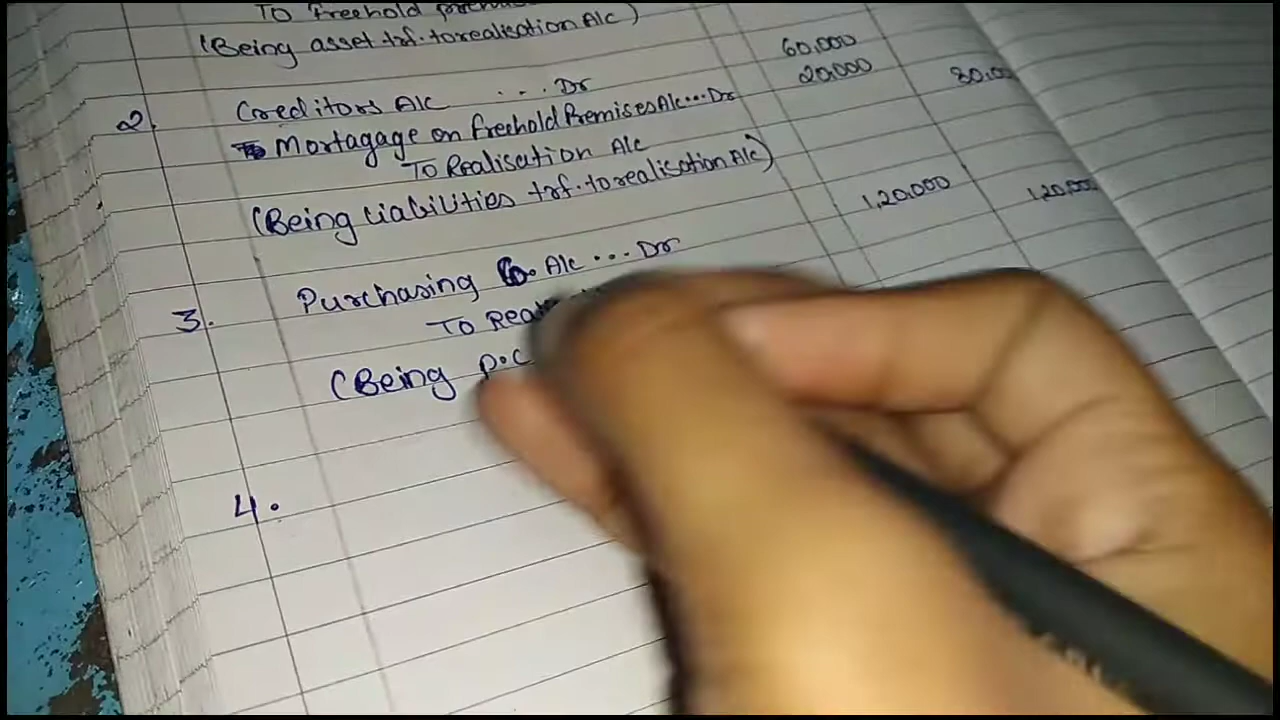 To Freehold
(Being asset trf. to realisation A/c)
2. Creditors A/c ... Dr 60,000
Mortagage on freehold Premises A/c ... Dr 20,000
To Realisation A/c 80,00
(Being liabilities trf. to realisation A/c)
3. Purchasing Co. A/c ... Dr 1,20,000
To 1,20,000
(Being P.C
4.